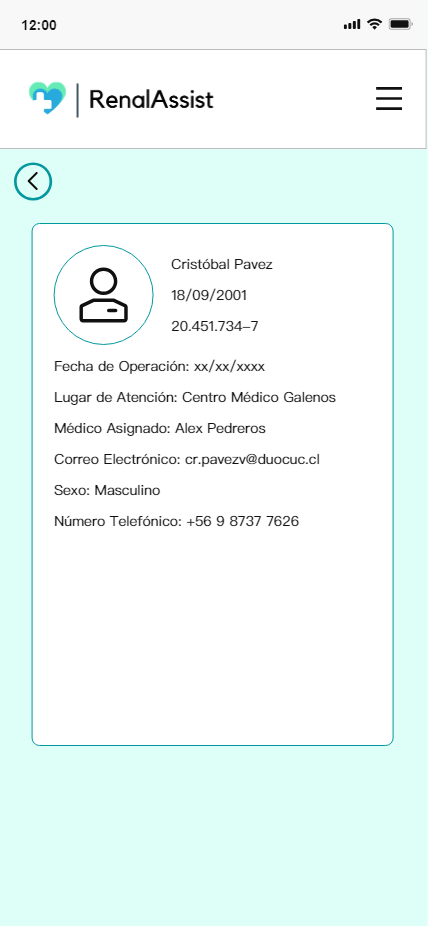 12:00
RenalAssist
Cristóbal Pavez
18/09/2001
20.451.734-7
Fecha de Operación: xx/xx/xxxx
Lugar de Atención: Centro Médico Galenos
Médico Asignado: Alex Pedreros
Correo Electrónico: cr.pavezv@duocuc.cl
Sexo: Masculino
Número Telefónico: +56 9 8737 7626